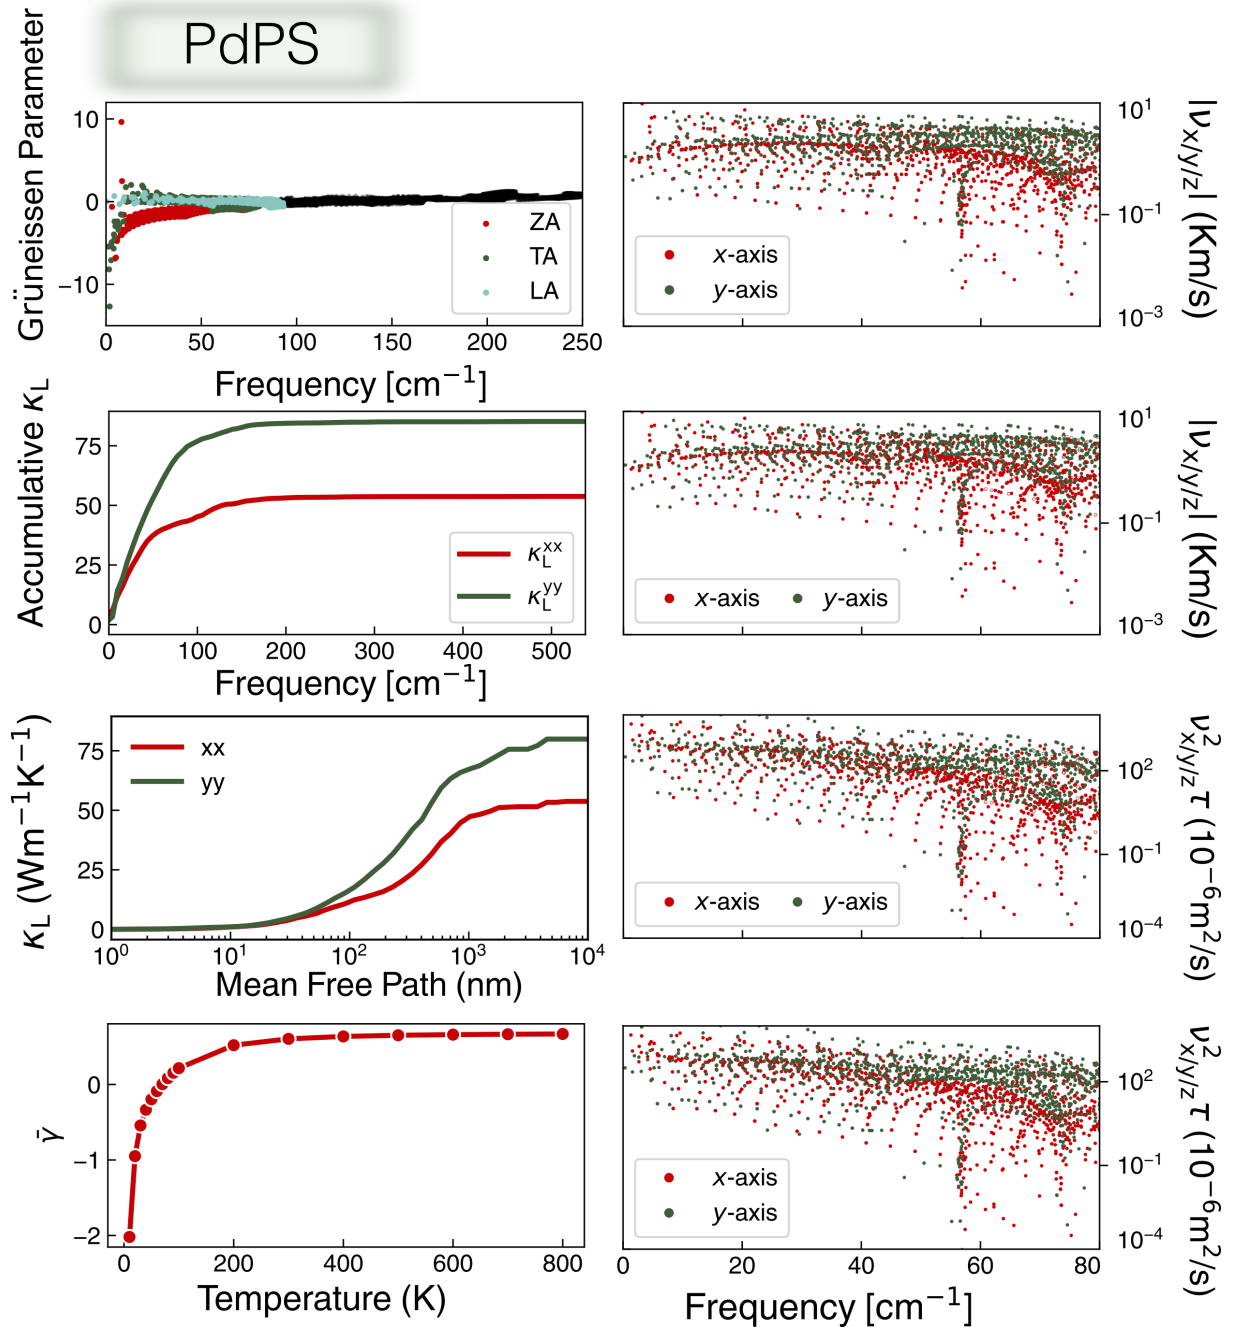 PdPS
Grüneissen Parameter
10
0
−10
ZA
TA
LA
0 50 100 150 200 250
Frequency [cm⁻¹]
x-axis
y-axis
10¹
10⁻¹
10⁻³
|ν x/y/z| (Km/s)
Accumulative κL
75
50
25
0
κLˣˣ
κLʸʸ
0 100 200 300 400 500
Frequency [cm⁻¹]
x-axis y-axis
10¹
10⁻¹
10⁻³
|ν x/y/z| (Km/s)
κL (Wm⁻¹K⁻¹)
75
50
25
0
xx
yy
10⁰ 10¹ 10² 10³ 10⁴
Mean Free Path (nm)
x-axis y-axis
10²
10⁻¹
10⁻⁴
ν² x/y/z τ (10⁻⁶m²/s)
γ̄
0
−1
−2
0 200 400 600 800
Temperature (K)
x-axis
y-axis
10²
10⁻¹
10⁻⁴
ν² x/y/z τ (10⁻⁶m²/s)
0 20 40 60 80
Frequency [cm⁻¹]